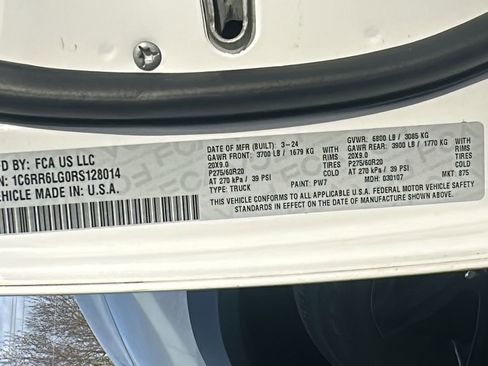 FD BY: FCA US LLC
N: 1C6RR6LG0RS128014
VEHICLE MADE IN U.S.A.
DATE OF MFR (BUILT): 3-24
GVWR: 6800 LB / 3085 KG
GAWR FRONT: 3700 LB / 1679 KG WITH
GAWR REAR: 3900 LB / 1770 KG WITH
20X9.0 TIRES
20X9.0 TIRES
P275/60R20 RIMS
P275/60R20 RIMS
AT 270 kPa / 39 PSI
AT 270 kPa / 39 PSI COLD
TYPE: TRUCK
PAINT: PW7
MDH: 030107
MKT: 875
THIS VEHICLE CONFORMS TO ALL APPLICABLE U.S.A. FEDERAL MOTOR VEHICLE SAFETY
STANDARDS IN EFFECT ON THE DATE OF MANUFACTURE SHOWN ABOVE.